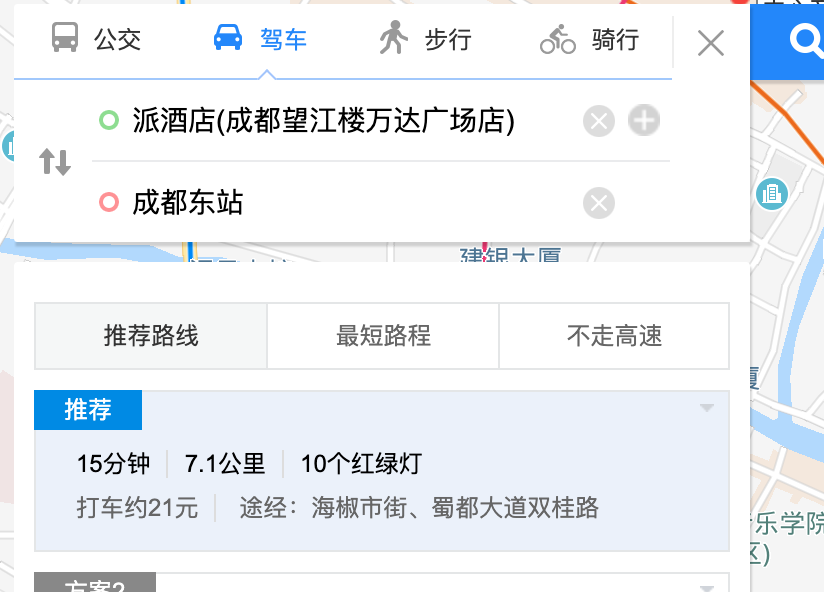 公交 驾车 步行 骑行
派酒店(成都望江楼万达广场店)
成都东站
建银大厦
推荐路线 最短路程 不走高速
推荐
15分钟 7.1公里 10个红绿灯
打车约21元 途经：海椒市街、蜀都大道双桂路
乐学院
区)
方案2